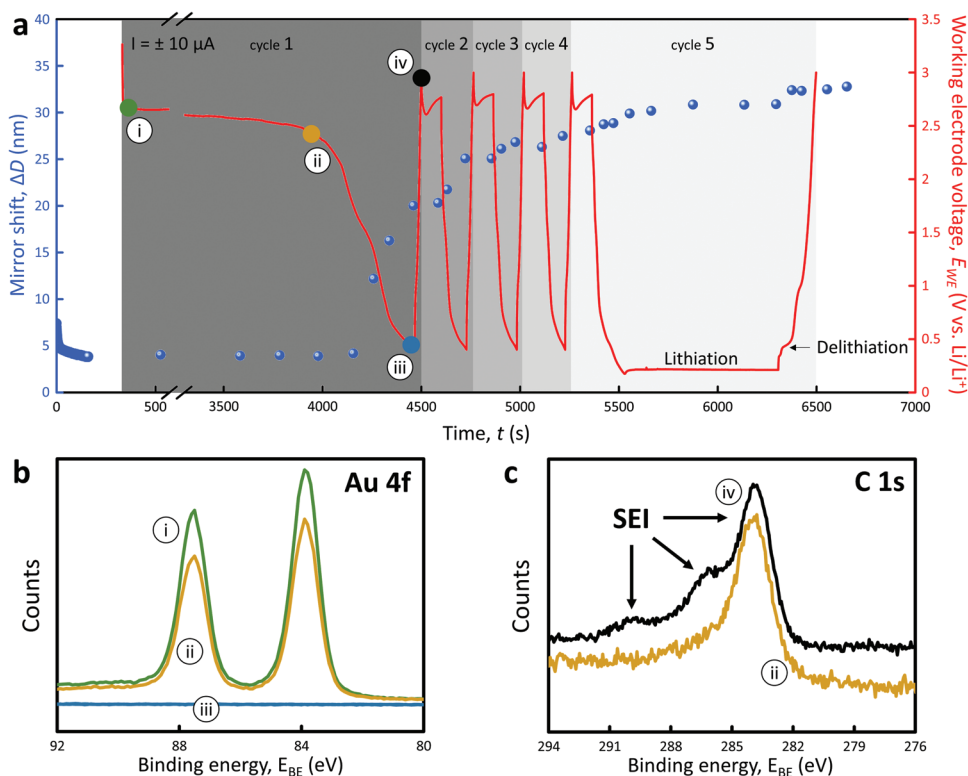 a
I = ± 10 µA
cycle 1
cycle 2
cycle 3
cycle 4
cycle 5
i
ii
iii
iv
Lithiation
Delithiation
Mirror shift, ΔD (nm)
40
35
30
25
20
15
10
5
0
Working electrode voltage, E_WE (V vs. Li/Li⁺)
3.5
3
2.5
2
1.5
1
0.5
0
0 500 4000 4500 5000 5500 6000 6500 7000
Time, t (s)
b
Au 4f
i
ii
iii
Counts
92 88 84 80
Binding energy, E_BE (eV)
c
C 1s
iv
SEI
ii
Counts
294 291 288 285 282 279 276
Binding energy, E_BE (eV)